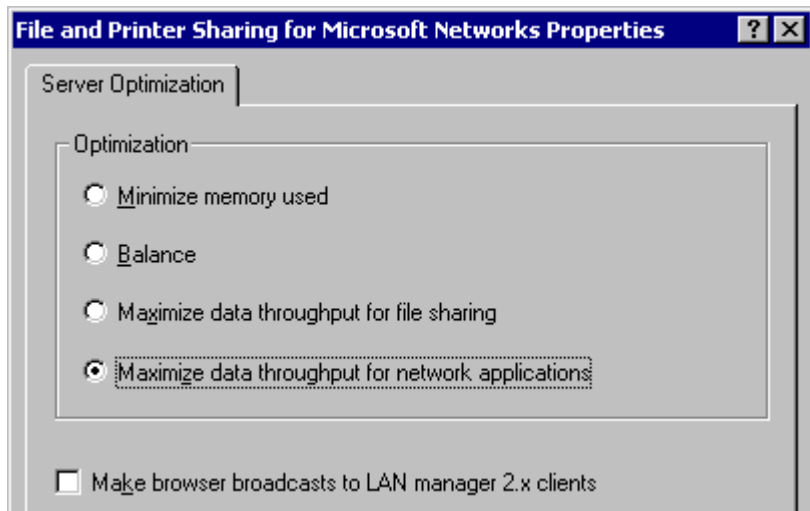 File and Printer Sharing for Microsoft Networks Properties
Server Optimization
Optimization
Minimize memory used
Balance
Maximize data throughput for file sharing
Maximize data throughput for network applications
Make browser broadcasts to LAN manager 2.x clients